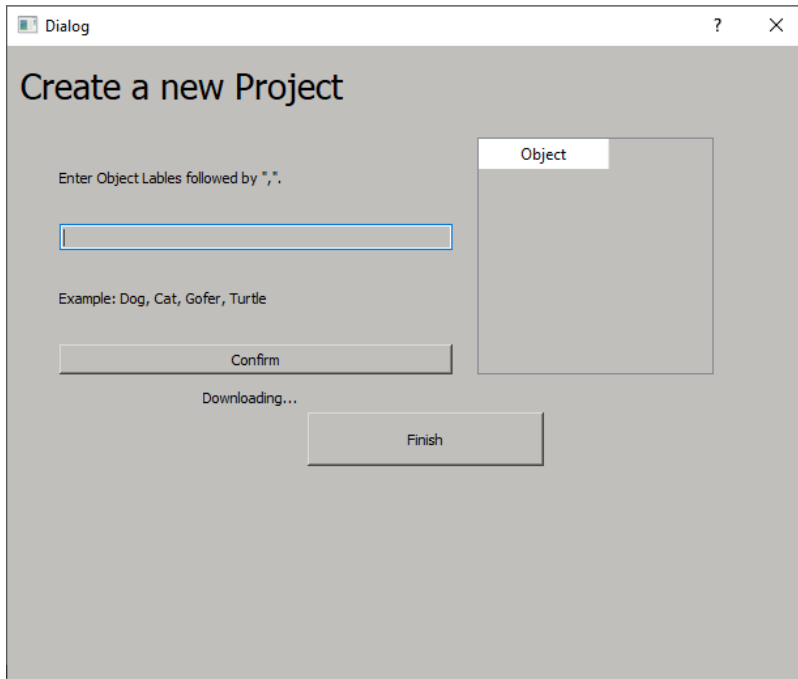 Dialog
?
Create a new Project
Object
Enter Object Lables followed by ",".
Example: Dog, Cat, Gofer, Turtle
Confirm
Downloading...
Finish